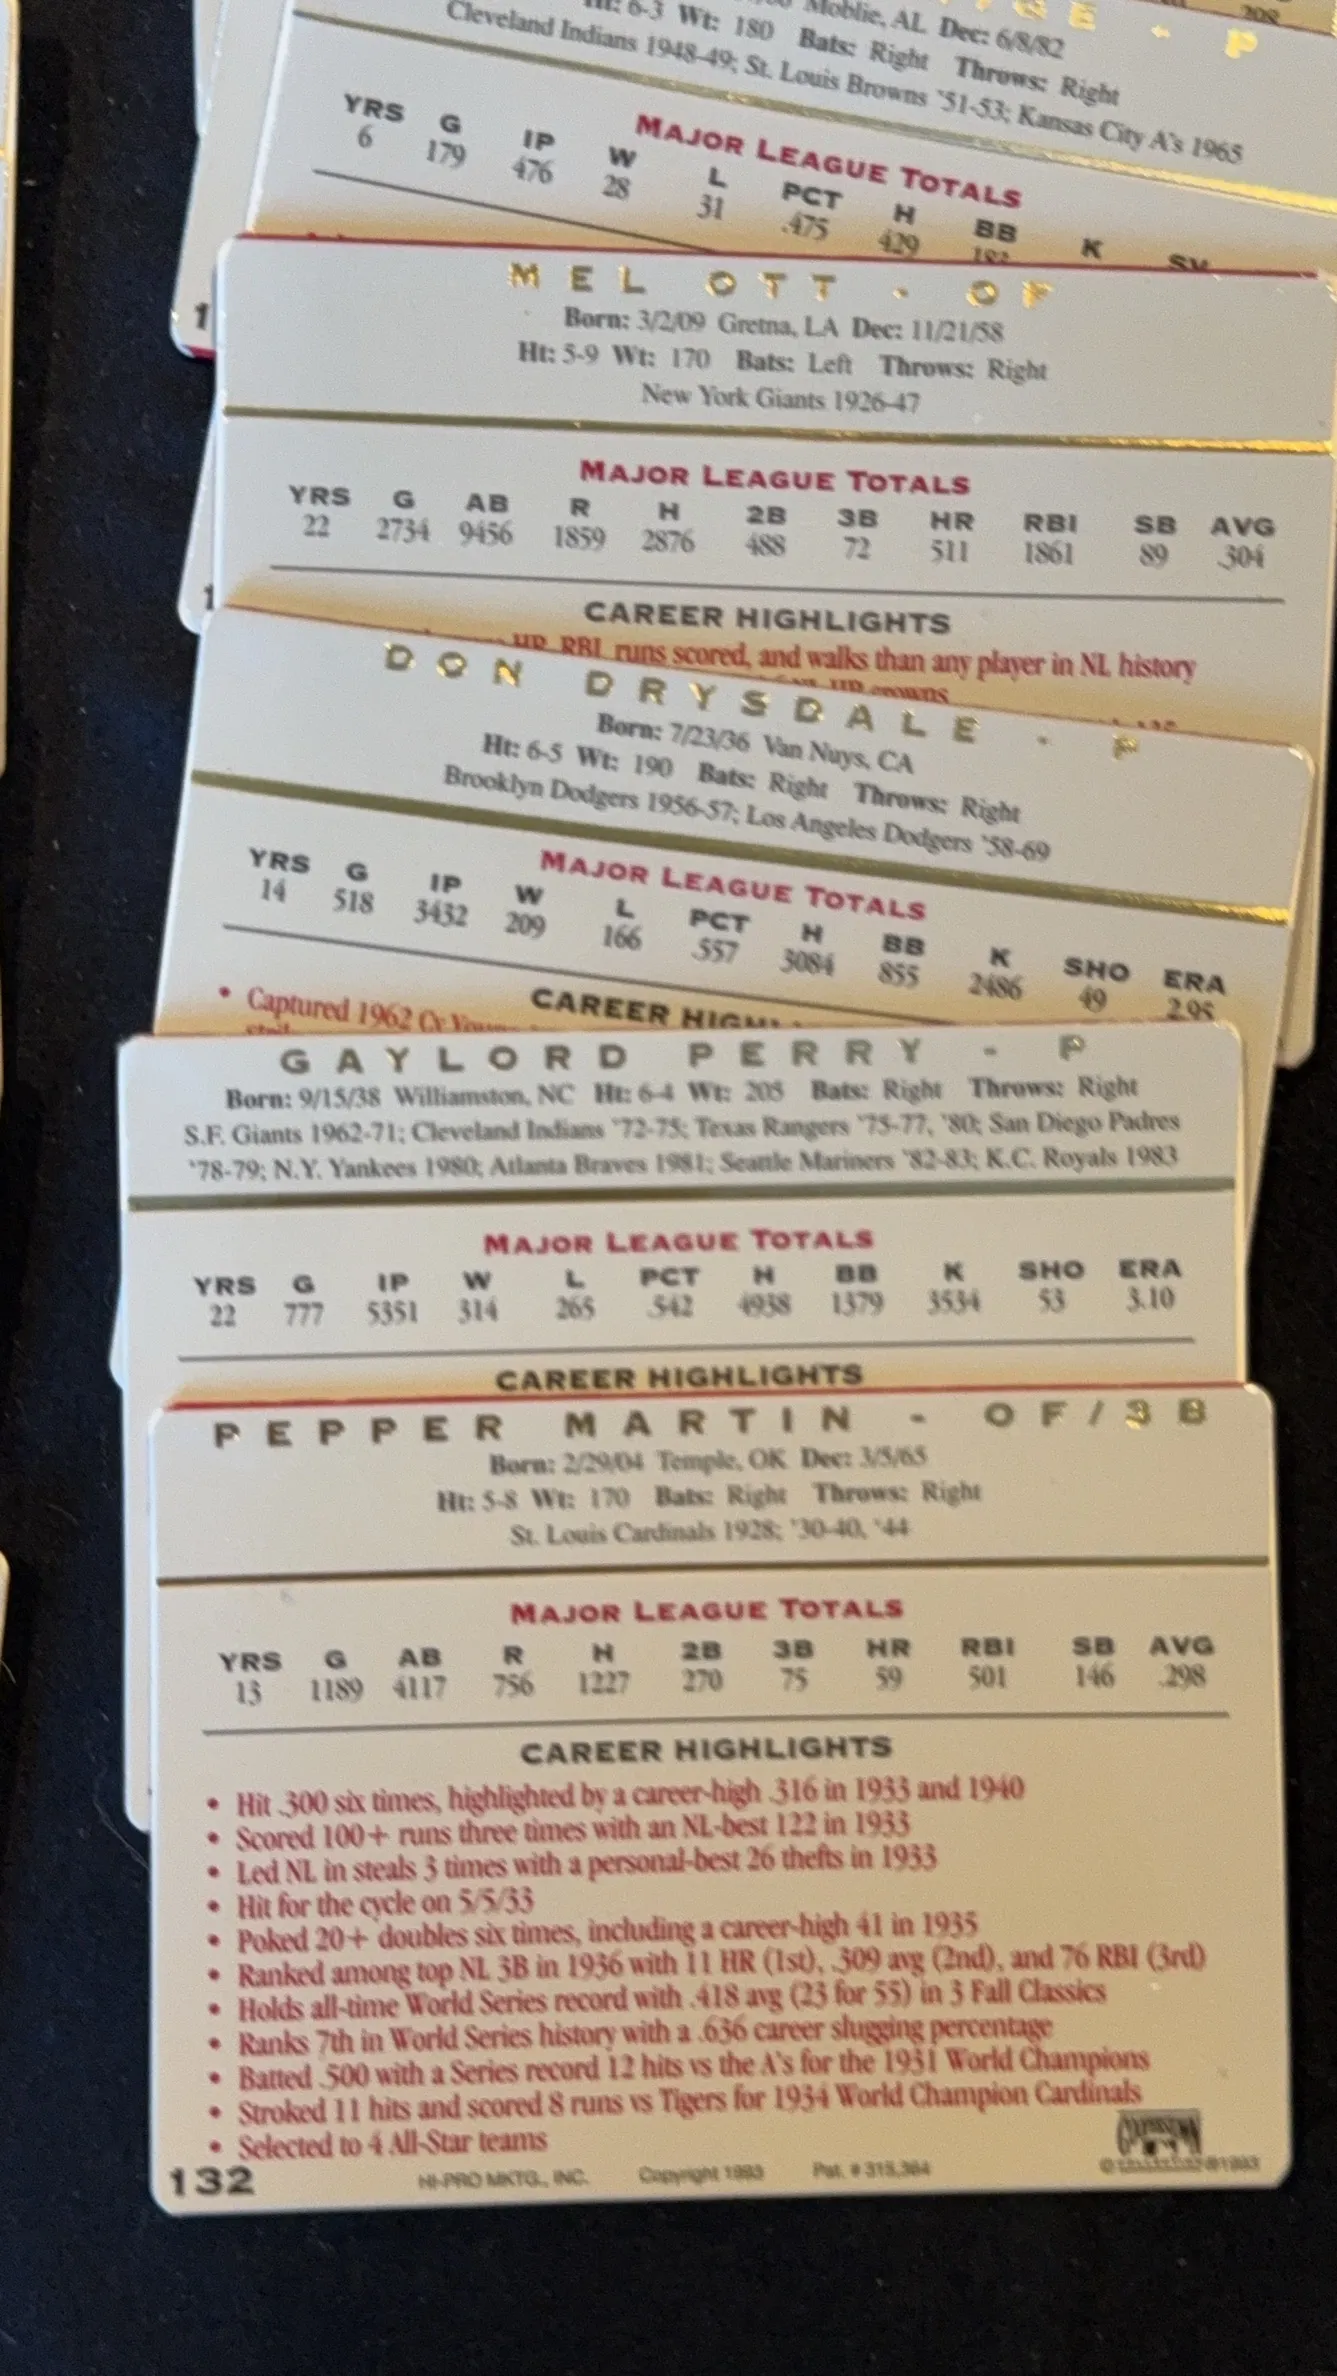 208
G E - P
Moblie, AL Dec: 6/8/82
Ht: 6-3 Wt: 180 Bats: Right Throws: Right
Cleveland Indians 1948-49; St. Louis Browns '51-53; Kansas City A's 1965
MAJOR LEAGUE TOTALS
YRS G IP W L PCT H BB K SV
6 179 476 28 31 .475 429
1
MEL OTT - OF
Born: 3/2/09 Gretna, LA Dec: 11/21/58
Ht: 5-9 Wt: 170 Bats: Left Throws: Right
New York Giants 1926-47
MAJOR LEAGUE TOTALS
YRS G AB R H 2B 3B HR RBI SB AVG
22 2734 9456 1859 2876 488 72 511 1861 89 .304
1
CAREER HIGHLIGHTS
HR, RBI, runs scored, and walks than any player in NL history
HR crowns
DON DRYSDALE - P
Born: 7/23/36 Van Nuys, CA
Ht: 6-5 Wt: 190 Bats: Right Throws: Right
Brooklyn Dodgers 1956-57; Los Angeles Dodgers '58-69
MAJOR LEAGUE TOTALS
YRS G IP W L PCT H BB K SHO ERA
14 518 3432 209 166 .557 3084 855 2486 49 2.95
CAREER HIGH
• Captured 1962 Cy Young
GAYLORD PERRY - P
Born: 9/15/38 Williamston, NC Ht: 6-4 Wt: 205 Bats: Right Throws: Right
S.F. Giants 1962-71; Cleveland Indians '72-75; Texas Rangers '75-77, '80; San Diego Padres
'78-79; N.Y. Yankees 1980; Atlanta Braves 1981; Seattle Mariners '82-83; K.C. Royals 1983
MAJOR LEAGUE TOTALS
YRS G IP W L PCT H BB K SHO ERA
22 777 5351 314 265 .542 4938 1379 3534 53 3.10
CAREER HIGHLIGHTS
PEPPER MARTIN - OF/3B
Born: 2/29/04 Temple, OK Dec: 3/5/65
Ht: 5-8 Wt: 170 Bats: Right Throws: Right
St. Louis Cardinals 1928; '30-40, '44
MAJOR LEAGUE TOTALS
YRS G AB R H 2B 3B HR RBI SB AVG
13 1189 4117 756 1227 270 75 59 501 146 .298
CAREER HIGHLIGHTS
• Hit .300 six times, highlighted by a career-high .316 in 1933 and 1940
• Scored 100+ runs three times with an NL-best 122 in 1933
• Led NL in steals 3 times with a personal-best 26 thefts in 1933
• Hit for the cycle on 5/5/33
• Poked 20+ doubles six times, including a career-high 41 in 1935
• Ranked among top NL 3B in 1936 with 11 HR (1st), .309 avg (2nd), and 76 RBI (3rd)
• Holds all-time World Series record with .418 avg (23 for 55) in 3 Fall Classics
• Ranks 7th in World Series history with a .636 career slugging percentage
• Batted .500 with a Series record 12 hits vs the A's for the 1931 World Champions
• Stroked 11 hits and scored 8 runs vs Tigers for 1934 World Champion Cardinals
• Selected to 4 All-Star teams
132 HI-PRO MKTG., INC. Copyright 1993 Pat. # 315,364